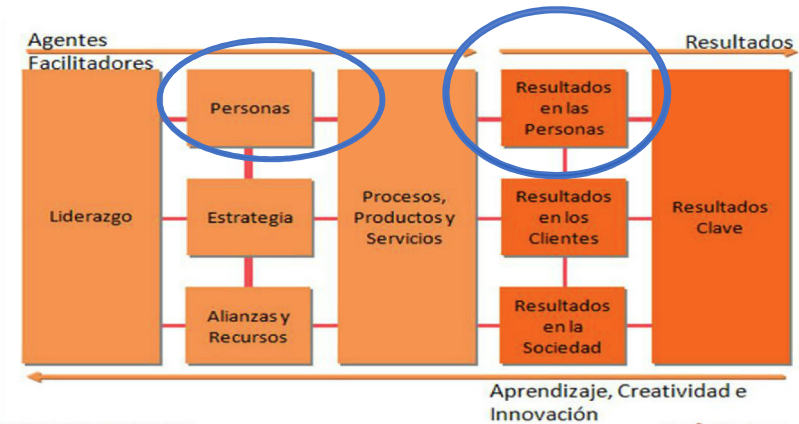 Agentes
Facilitadores
Resultados
Personas
Resultados
en las
Personas
Liderazgo
Estrategia
Procesos,
Productos y
Servicios
Resultados
en los
Clientes
Resultados
Clave
Alianzas y
Recursos
Resultados
en la
Sociedad
Aprendizaje, Creatividad e
Innovación